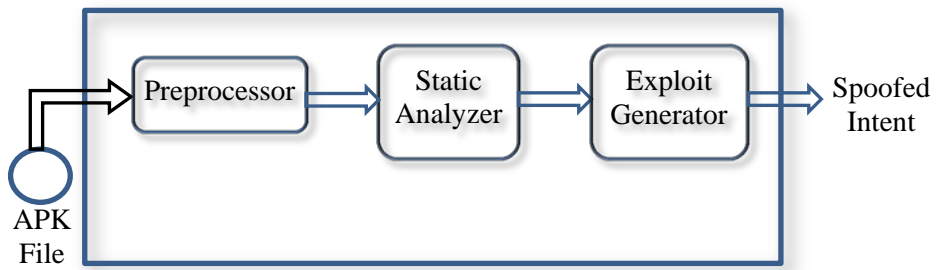 Preprocessor
Static
Analyzer
Exploit
Generator
Spoofed
Intent
APK
File